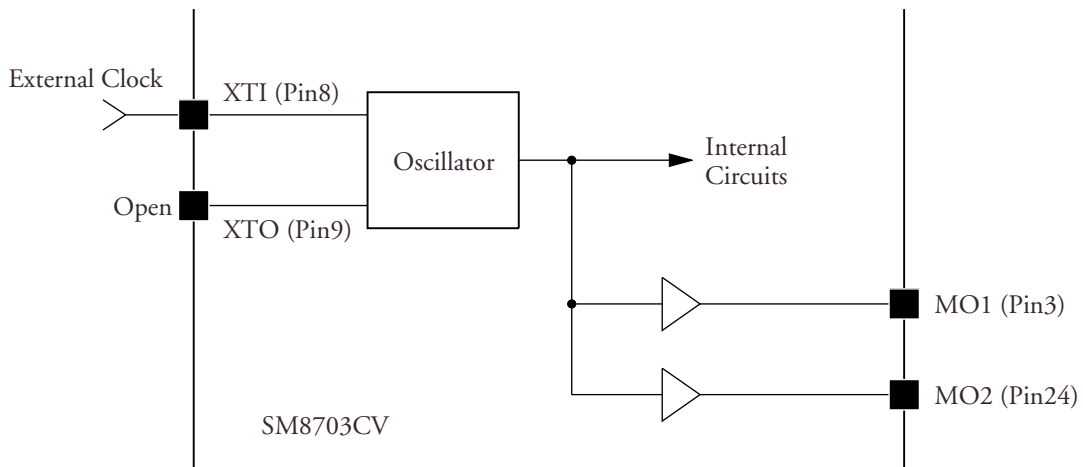 External Clock
XTI (Pin8)
Oscillator
Internal
Circuits
Open
XTO (Pin9)
MO1 (Pin3)
MO2 (Pin24)
SM8703CV